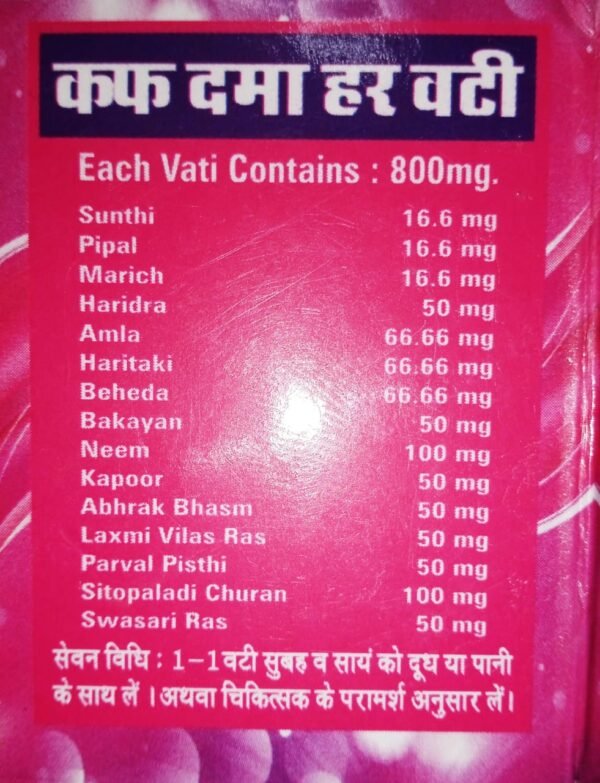 कफ दमा हर वटी
Each Vati Contains : 800mg.
Sunthi 16.6 mg
Pipal 16.6 mg
Marich 16.6 mg
Haridra 50 mg
Amla 66.66 mg
Haritaki 66.66 mg
Beheda 66.66 mg
Bakayan 50 mg
Neem 100 mg
Kapoor 50 mg
Abhrak Bhasm 50 mg
Laxmi Vilas Ras 50 mg
Parval Pisthi 50 mg
Sitopaladi Churan 100 mg
Swasari Ras 50 mg
सेवन विधि : 1-1 वटी सुबह व सायं को दूध या पानी
के साथ लें । अथवा चिकित्सक के परामर्श अनुसार लें।